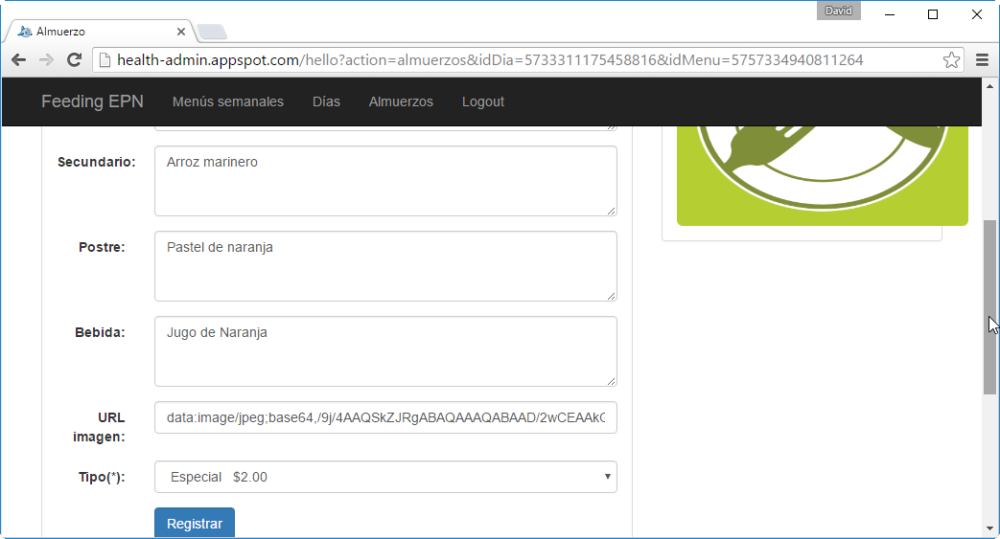 David
Almuerzo
health-admin.appspot.com/hello?action=almuerzos&idDia=5733311175458816&idMenu=5757334940811264
Feeding EPN Menús semanales Días Almuerzos Logout
Secundario: Arroz marinero
Postre: Pastel de naranja
Bebida: Jugo de Naranja
URL imagen: data:image/jpeg;base64,/9j/4AAQSkZJRgABAQAAAQABAAD/2wCEAAkG
Tipo(*): Especial $2.00
Registrar